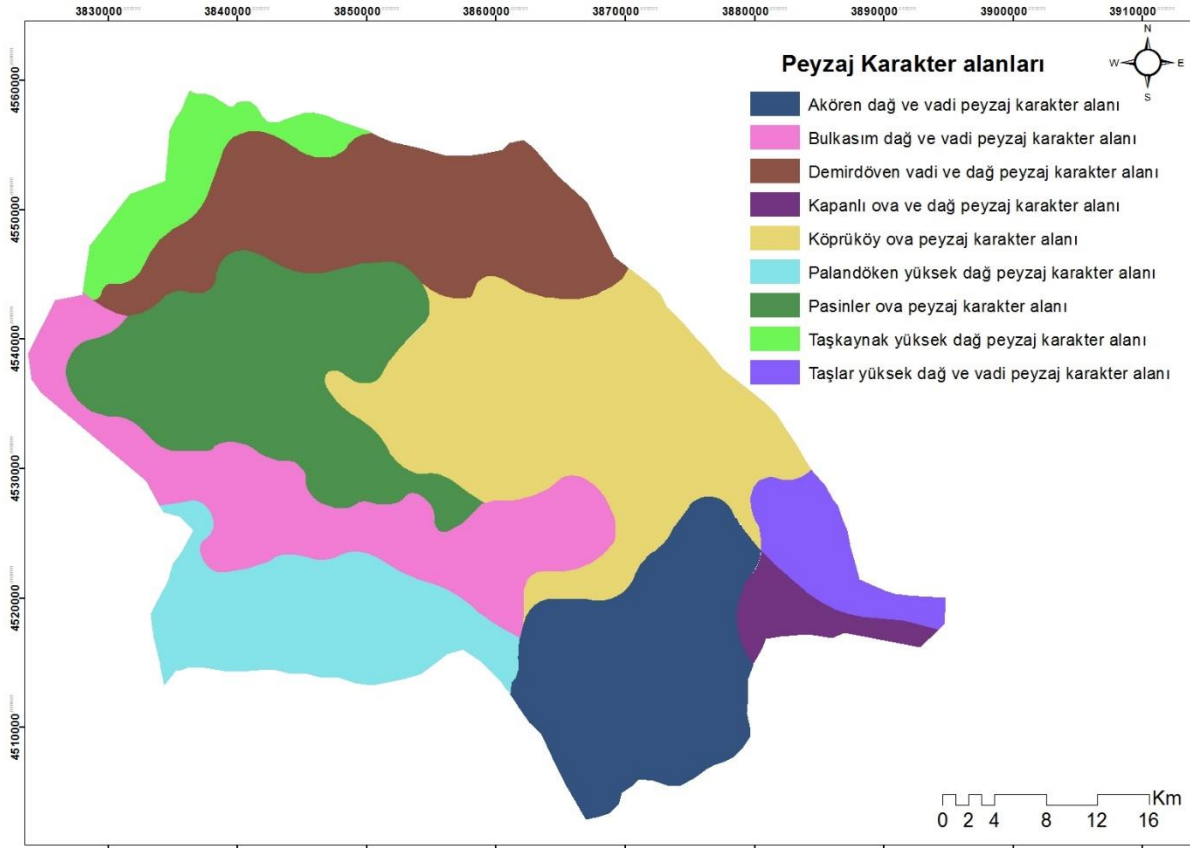 3830000 3840000 3850000 3860000 3870000 3880000 3890000 3900000 3910000
Peyzaj Karakter alanları
N
W E
S
Akören dağ ve vadi peyzaj karakter alanı
Bulkasım dağ ve vadi peyzaj karakter alanı
Demirdöven vadi ve dağ peyzaj karakter alanı
Kapanlı ova ve dağ peyzaj karakter alanı
Köprüköy ova peyzaj karakter alanı
Palandöken yüksek dağ peyzaj karakter alanı
Pasinler ova peyzaj karakter alanı
Taşkaynak yüksek dağ peyzaj karakter alanı
Taşlar yüksek dağ ve vadi peyzaj karakter alanı
4560000
4550000
4540000
4530000
4520000
4510000
Km
0 2 4 8 12 16